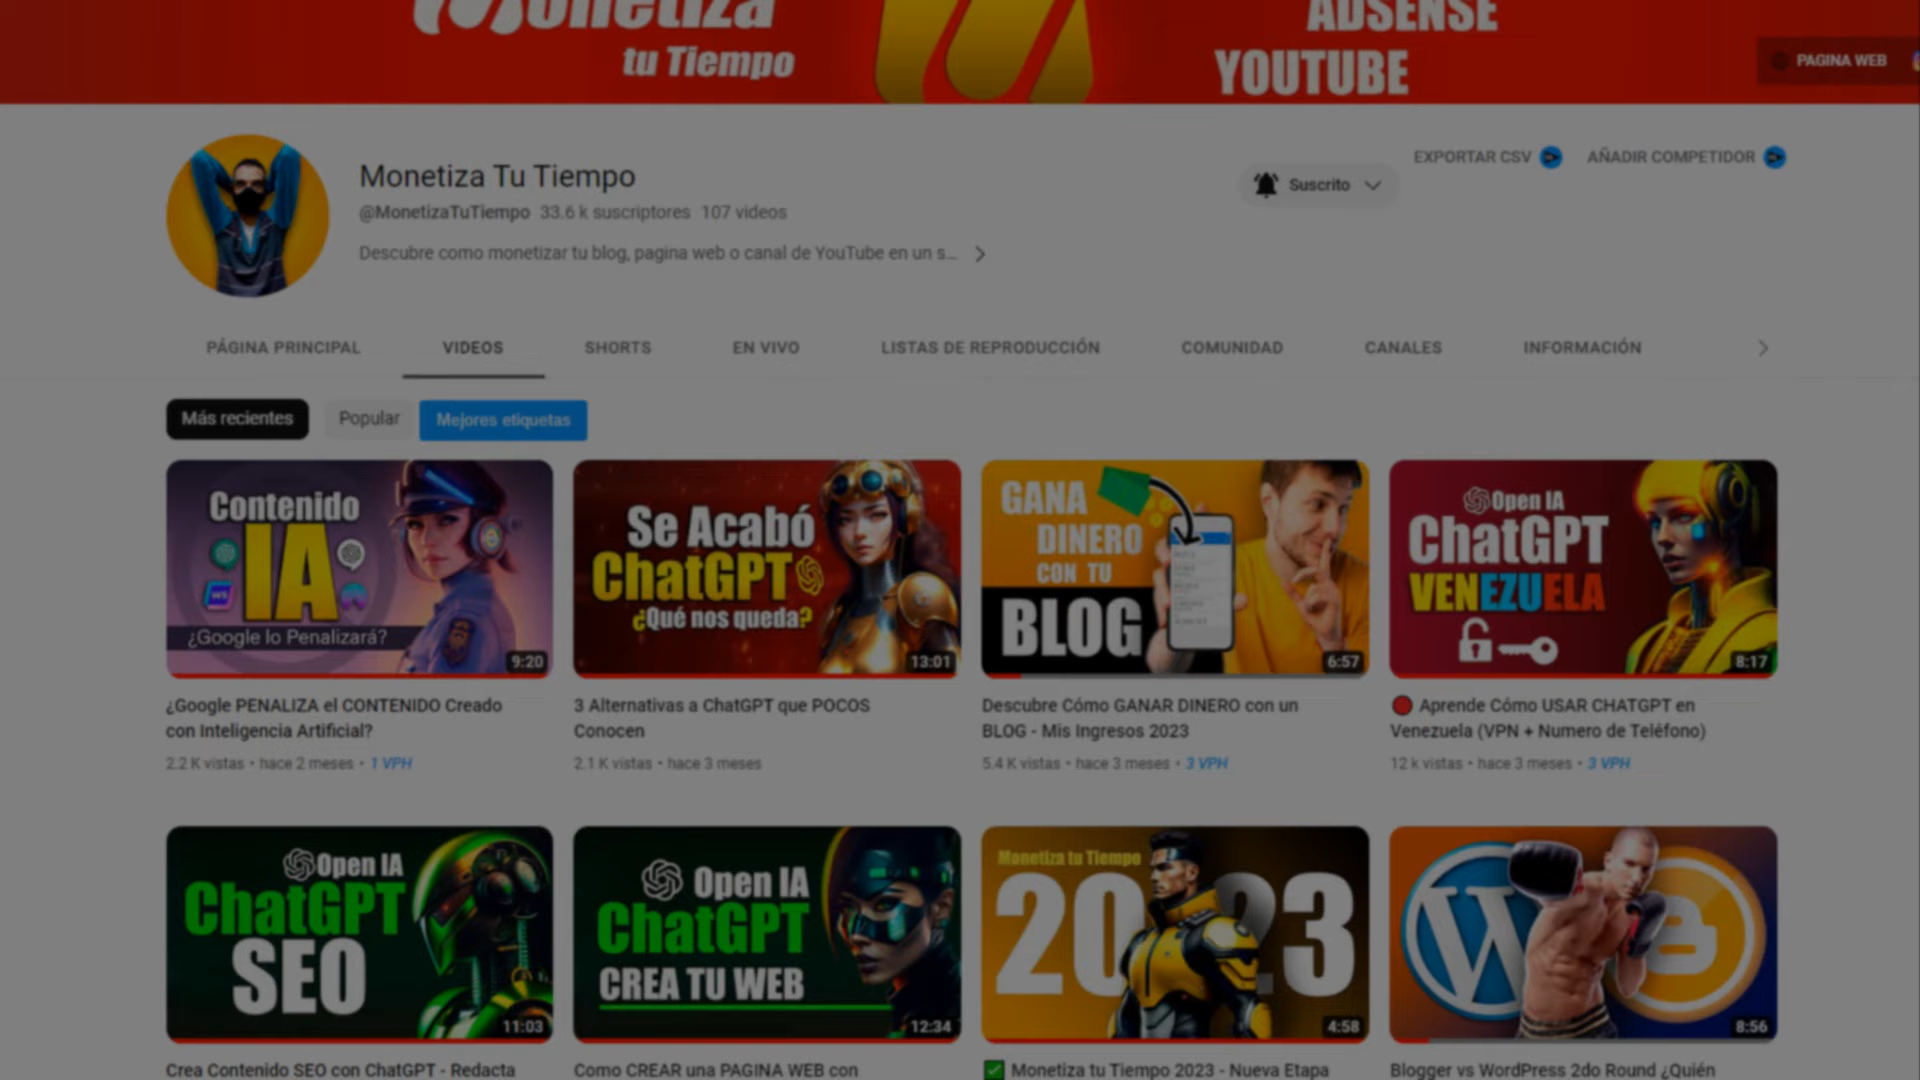 Monetiza
tu Tiempo
ADSENSE
YOUTUBE
PAGINA WEB
Monetiza Tu Tiempo
@MonetizaTuTiempo 33.6 k suscriptores 107 videos
Descubre como monetizar tu blog, pagina web o canal de YouTube en un s...
Suscrito
EXPORTAR CSV
AÑADIR COMPETIDOR
PÁGINA PRINCIPAL VIDEOS SHORTS EN VIVO LISTAS DE REPRODUCCIÓN COMUNIDAD CANALES INFORMACIÓN
Más recientes Popular Mejores etiquetas
Contenido
IA
¿Google lo Penalizará?
9:20
Se Acabó
ChatGPT
¿Qué nos queda?
13:01
GANA
DINERO
CON TU
BLOG
6:57
Open IA
ChatGPT
VENEZUELA
8:17
¿Google PENALIZA el CONTENIDO Creado
con Inteligencia Artificial?
2.2 K vistas • hace 2 meses • 1 VPH
3 Alternativas a ChatGPT que POCOS
Conocen
2.1 K vistas • hace 3 meses
Descubre Cómo GANAR DINERO con un
BLOG - Mis Ingresos 2023
5.4 K vistas • hace 3 meses • 3 VPH
Aprende Cómo USAR CHATGPT en
Venezuela (VPN + Numero de Teléfono)
12 k vistas • hace 3 meses • 3 VPH
Open IA
ChatGPT
SEO
11:03
Open IA
ChatGPT
CREA TU WEB
12:34
Monetiza tu Tiempo
2023
4:58
8:56
Crea Contenido SEO con ChatGPT - Redacta
Como CREAR una PAGINA WEB con
Monetiza tu Tiempo 2023 - Nueva Etapa
Blogger vs WordPress 2do Round ¿Quién